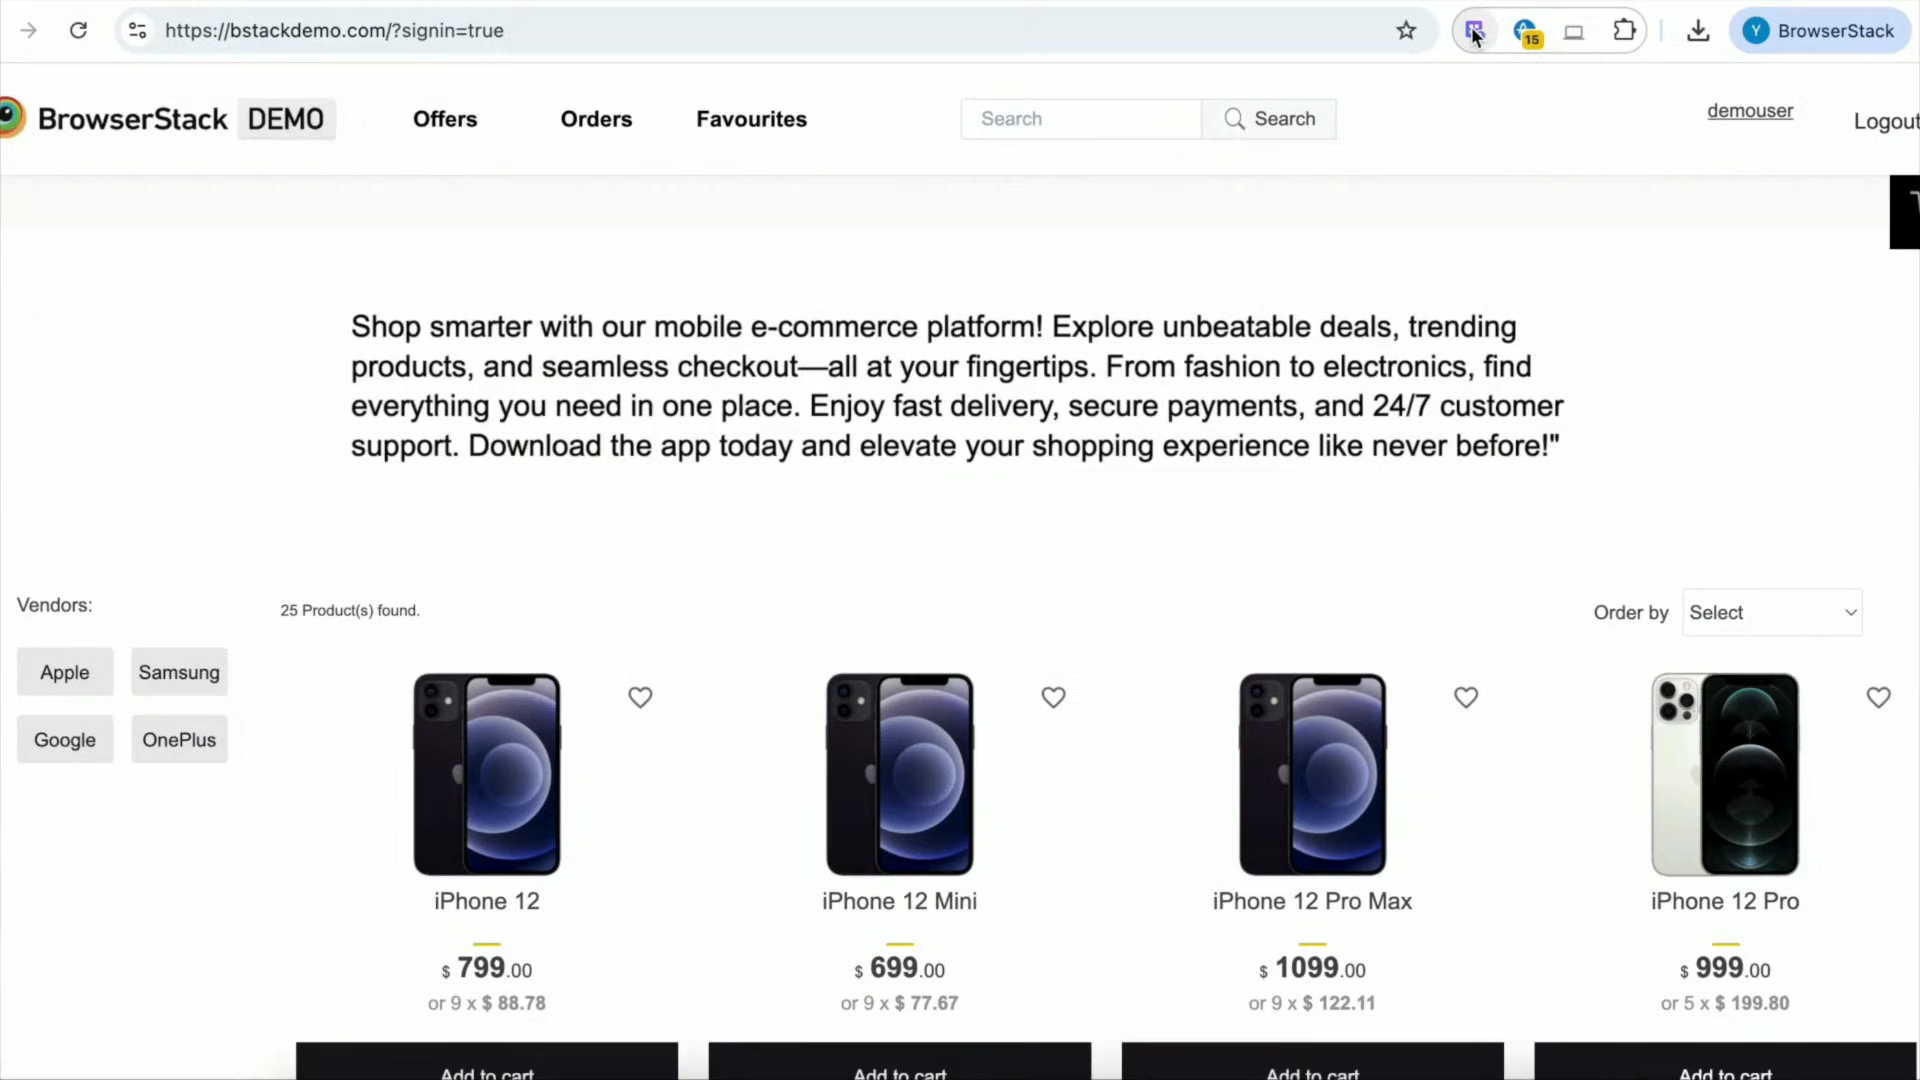 https://bstackdemo.com/?signin=true
15
Y BrowserStack
BrowserStack DEMO
Offers
Orders
Favourites
Search
Search
demouser
Logout
Shop smarter with our mobile e-commerce platform! Explore unbeatable deals, trending
products, and seamless checkout—all at your fingertips. From fashion to electronics, find
everything you need in one place. Enjoy fast delivery, secure payments, and 24/7 customer
support. Download the app today and elevate your shopping experience like never before!"
Vendors:
25 Product(s) found.
Order by
Select
Apple
Samsung
Google
OnePlus
iPhone 12
iPhone 12 Mini
iPhone 12 Pro Max
iPhone 12 Pro
$ 799.00
$ 699.00
$ 1099.00
$ 999.00
or 9 x $ 88.78
or 9 x $ 77.67
or 9 x $ 122.11
or 5 x $ 199.80
Add to cart
Add to cart
Add to cart
Add to cart